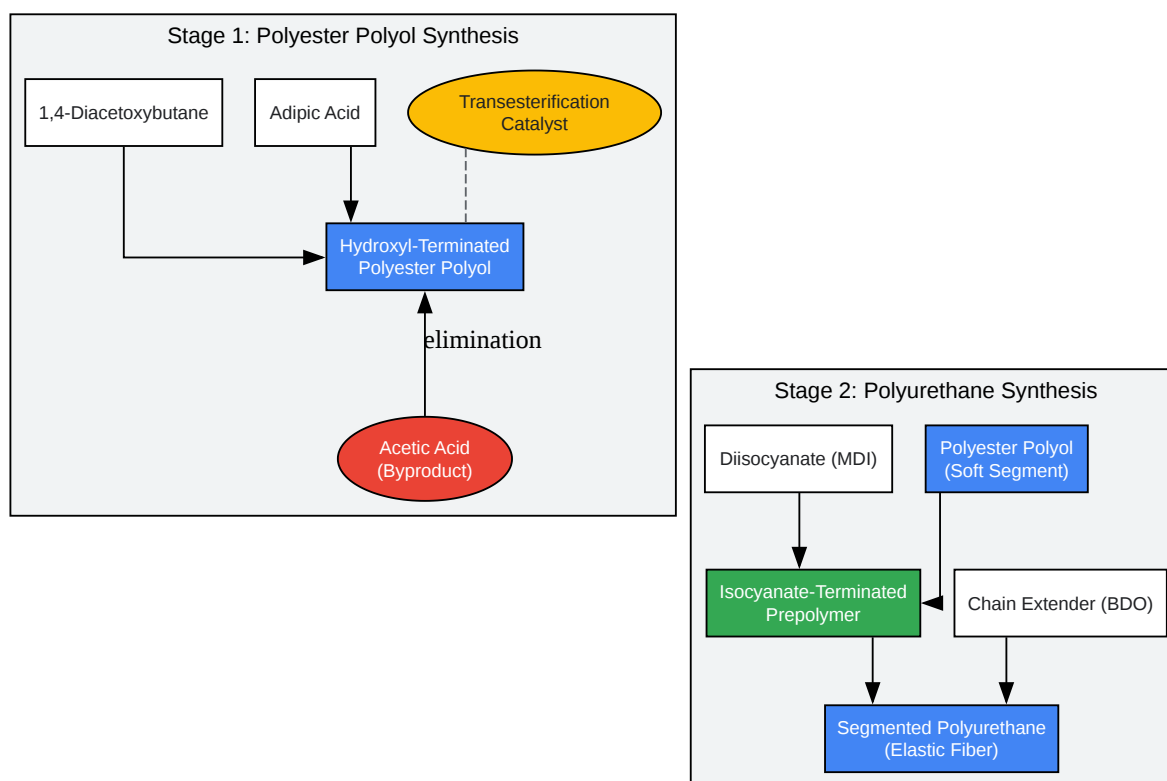 Stage 1: Polyester Polyol Synthesis
1,4-Diacetoxybutane
Adipic Acid
Transesterification
Catalyst
Hydroxyl-Terminated
Polyester Polyol
elimination
Acetic Acid
(Byproduct)
Stage 2: Polyurethane Synthesis
Diisocyanate (MDI)
Polyester Polyol
(Soft Segment)
Isocyanate-Terminated
Prepolymer
Chain Extender (BDO)
Segmented Polyurethane
(Elastic Fiber)